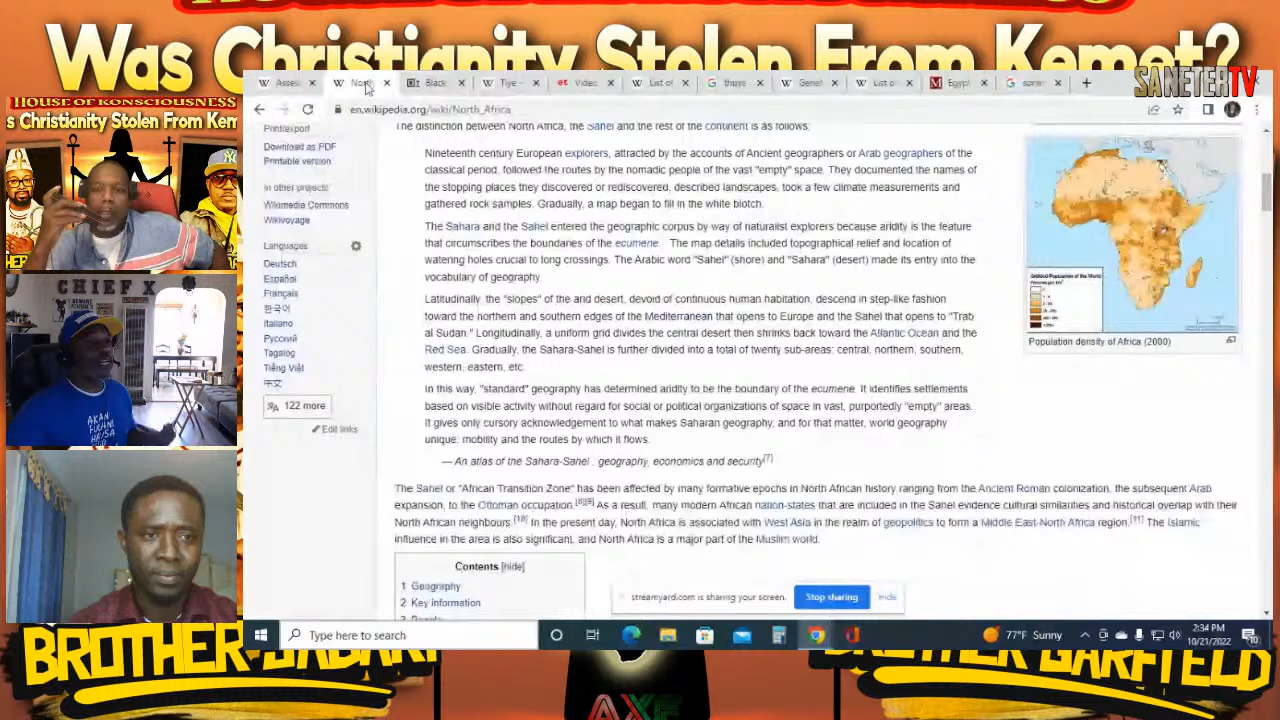 Was Christianity Stolen From Kemet?
SANETERTV
HOUSE OF KONSCIOUSNESS
s Christianity Stolen From Kem
CHIEF X
AKAN
BROTHER
BROTHER GARFIELD
Assei
Nort
Black
Tiye -
Video
List of
thuya
Genet
List o
Egypt
en.wikipedia.org/wiki/North_Africa
Print/export
Download as PDF
Printable version
In other projects
Wikimedia Commons
Wikivoyage
Languages
Deutsch
Español
Français
한국어
Italiano
Русский
Tagalog
Tiếng Việt
中文
122 more
Edit links
The distinction between North Africa, the Sahel and the rest of the continent is as follows:
Nineteenth century European explorers, attracted by the accounts of Ancient geographers or Arab geographers of the
classical period, followed the routes by the nomadic people of the vast "empty" space. They documented the names of
the stopping places they discovered or rediscovered, described landscapes, took a few climate measurements and
gathered rock samples. Gradually, a map began to fill in the white blotch.
The Sahara and the Sahel entered the geographic corpus by way of naturalist explorers because aridity is the feature
that circumscribes the boundaries of the ecumene. The map details included topographical relief and location of
watering holes crucial to long crossings. The Arabic word "Sahel" (shore) and "Sahara" (desert) made its entry into the
vocabulary of geography.
Latitudinally, the "slopes" of the arid desert, devoid of continuous human habitation, descend in step-like fashion
toward the northern and southern edges of the Mediterranean that opens to Europe and the Sahel that opens to "Trab
al Sudan." Longitudinally, a uniform grid divides the central desert then shrinks back toward the Atlantic Ocean and the
Red Sea. Gradually, the Sahara-Sahel is further divided into a total of twenty sub-areas: central, northern, southern,
western, eastern, etc.
In this way, "standard" geography has determined aridity to be the boundary of the ecumene. It identifies settlements
based on visible activity without regard for social or political organizations of space in vast, purportedly "empty" areas.
It gives only cursory acknowledgement to what makes Saharan geography, and for that matter, world geography
unique: mobility and the routes by which it flows.
— An atlas of the Sahara-Sahel : geography, economics and security[7]
The Sahel or "African Transition Zone" has been affected by many formative epochs in North African history ranging from the Ancient Roman colonization, the subsequent Arab
expansion, to the Ottoman occupation.[8][9] As a result, many modern African nation-states that are included in the Sahel evidence cultural similarities and historical overlap with their
North African neighbours.[10] In the present day, North Africa is associated with West Asia in the realm of geopolitics to form a Middle East-North Africa region.[11] The Islamic
influence in the area is also significant, and North Africa is a major part of the Muslim world.
Population density of Africa (2000)
Contents [hide]
1 Geography
2 Key information
streamyard.com is sharing your screen.
Stop sharing
Hide
Type here to search
77°F Sunny
2:34 PM
10/21/2022